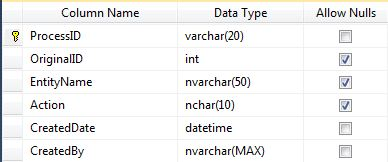 Column Name Data Type Allow Nulls
ProcessID varchar(20)
OriginalID int
EntityName nvarchar(50)
Action nchar(10)
CreatedDate datetime
CreatedBy nvarchar(MAX)